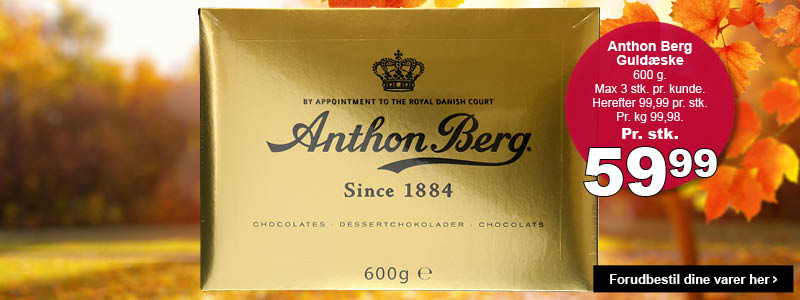 BY APPOINTMENT TO THE ROYAL DANISH COURT
Anthon Berg
Since 1884
CHOCOLATES - DESSERTCHOKOLADER - CHOCOLATS
600g ℮
Anthon Berg
Guldæske
600 g.
Max 3 stk. pr. kunde.
Herefter 99,99 pr. stk.
Pr. kg 99,98.
Pr. stk.
5999
Forudbestil dine varer her ›